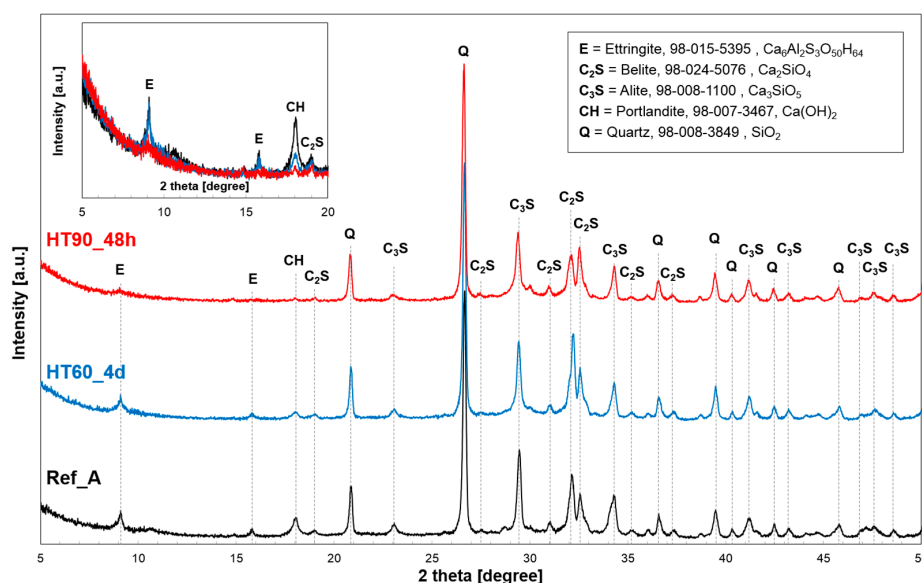 E = Ettringite, 98-015-5395 , Ca₆Al₂S₃O₅₀H₆₄
C₂S = Belite, 98-024-5076 , Ca₂SiO₄
C₃S = Alite, 98-008-1100 , Ca₃SiO₅
CH = Portlandite, 98-007-3467, Ca(OH)₂
Q = Quartz, 98-008-3849 , SiO₂
Intensity [a.u.]
E
E
CH
C₂S
2 theta [degree]
5 10 15 20
Q
HT90_48h
E
E
CH
C₂S
Q
C₃S
C₂S
C₃S
C₂S
C₂S
C₂S
C₃S
C₂S
Q
C₂S
Q
Q
C₃S
Q
C₃S
Q
C₃S
C₃S
C₃S
HT60_4d
Ref_A
Intensity [a.u.]
5 10 15 20 25 30 35 40 45 50
2 theta [degree]